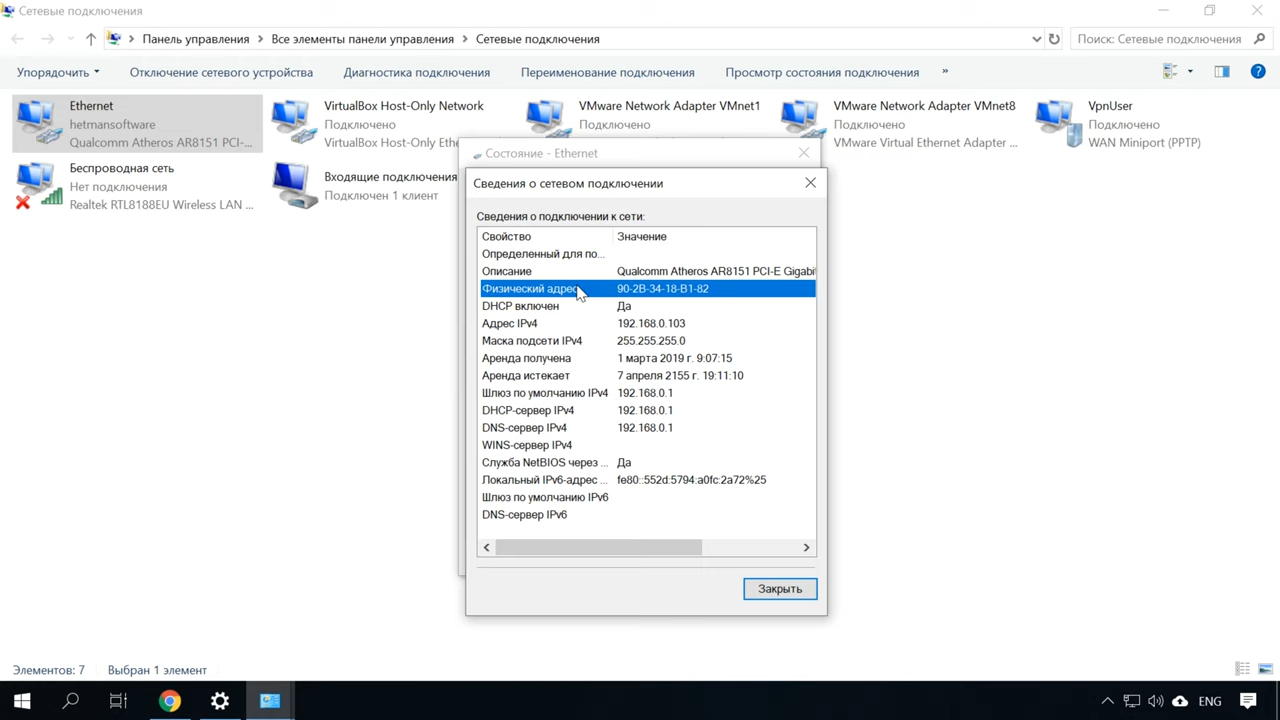 Сетевые подключения
Панель управления
Все элементы панели управления
Сетевые подключения
Поиск: Сетевые подключения
Упорядочить
Отключение сетевого устройства
Диагностика подключения
Переименование подключения
Просмотр состояния подключения
»
Ethernet
hetmansoftware
Qualcomm Atheros AR8151 PCI-...
VirtualBox Host-Only Network
Подключено
VirtualBox Host-Only Ethe
VMware Network Adapter VMnet1
Подключено
VMware Network Adapter VMnet8
Подключено
VMware Virtual Ethernet Adapter ...
VpnUser
Подключено
WAN Miniport (PPTP)
Беспроводная сеть
Нет подключения
Realtek RTL8188EU Wireless LAN ...
Входящие подключения
Подключен 1 клиент
Состояние - Ethernet
Сведения о сетевом подключении
Сведения о подключении к сети:
Свойство Значение
Определенный для по...
Описание Qualcomm Atheros AR8151 PCI-E Gigabit
Физический адрес 90-2B-34-18-B1-82
DHCP включен Да
Адрес IPv4 192.168.0.103
Маска подсети IPv4 255.255.255.0
Аренда получена 1 марта 2019 г. 9:07:15
Аренда истекает 7 апреля 2155 г. 19:11:10
Шлюз по умолчанию IPv4 192.168.0.1
DHCP-сервер IPv4 192.168.0.1
DNS-сервер IPv4 192.168.0.1
WINS-сервер IPv4
Служба NetBIOS через ... Да
Локальный IPv6-адрес ... fe80::552d:5794:a0fc:2a72%25
Шлюз по умолчанию IPv6
DNS-сервер IPv6
Закрыть
Элементов: 7
Выбран 1 элемент
ENG